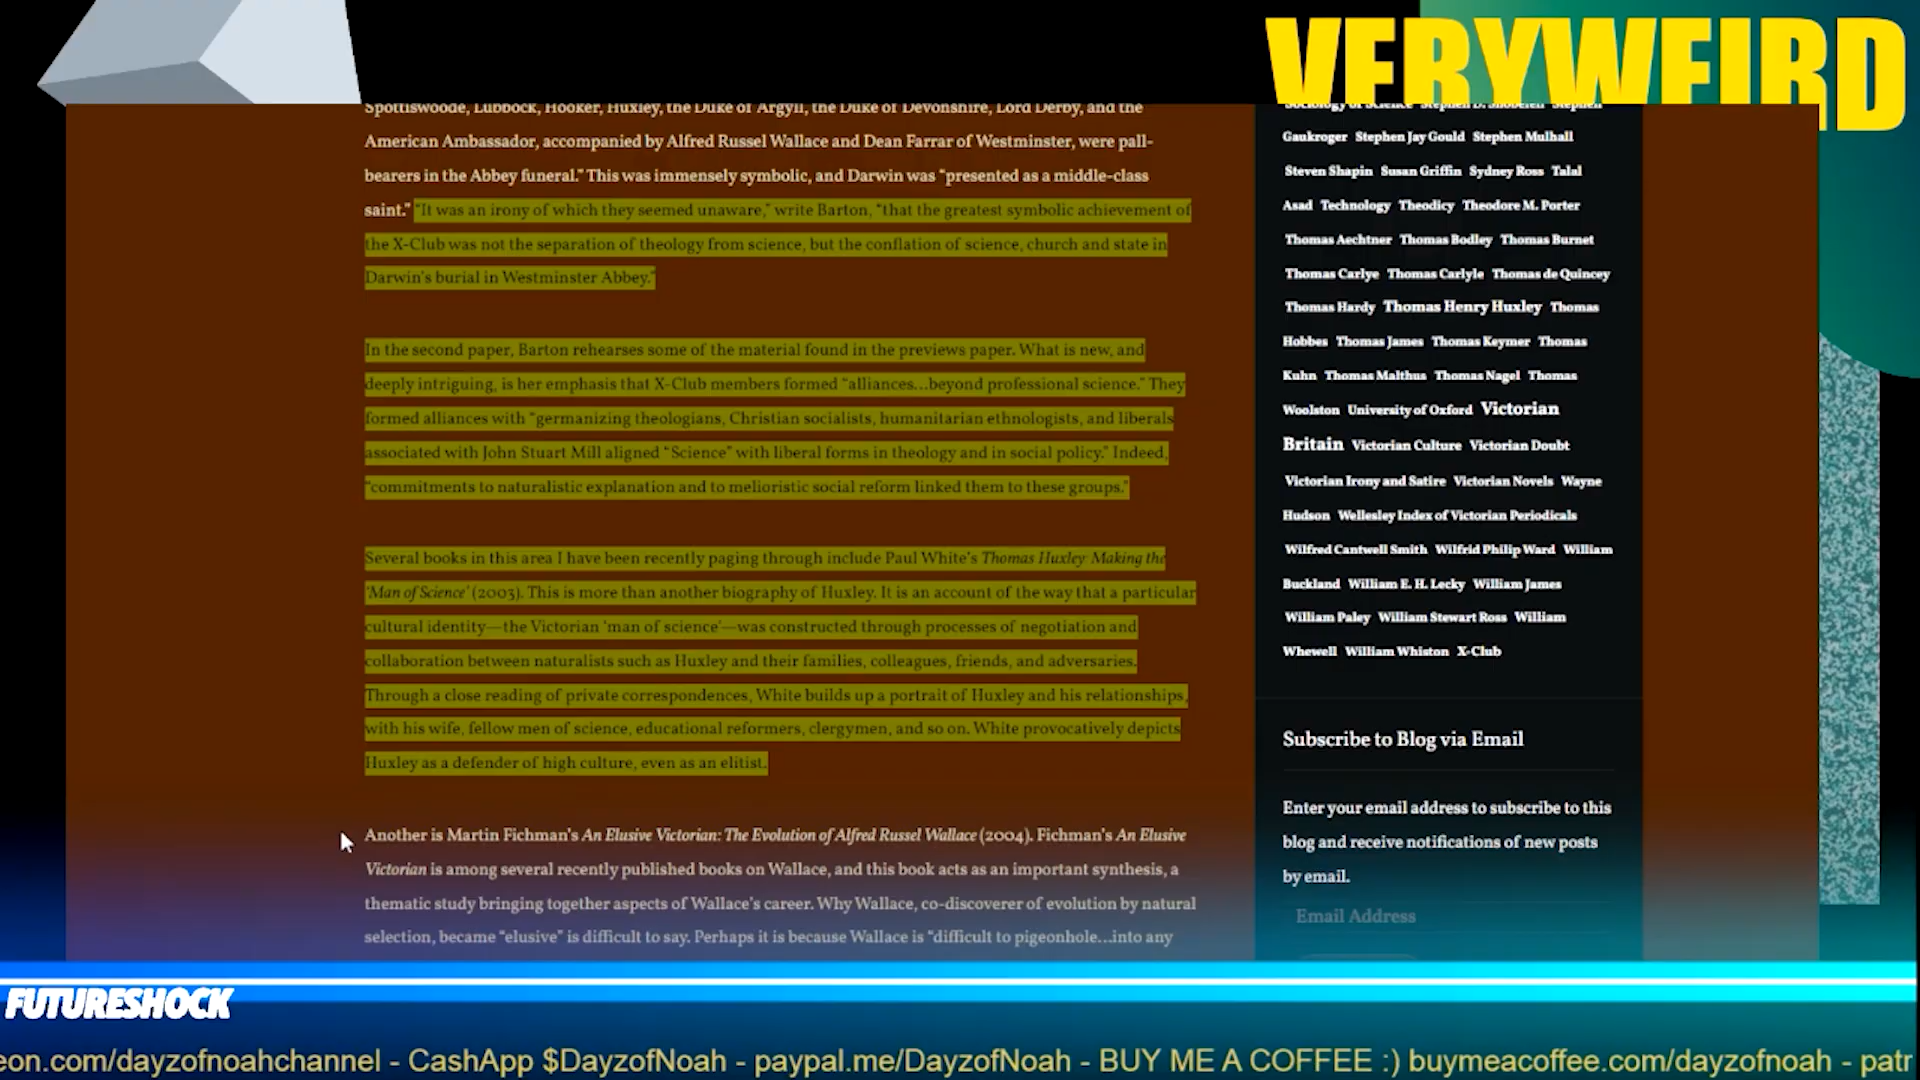 VERYWEIRD
Spottiswoode, Lubbock, Hooker, Huxley, the Duke of Argyll, the Duke of Devonshire, Lord Derby, and the
American Ambassador, accompanied by Alfred Russel Wallace and Dean Farrar of Westminster, were pall-
bearers in the Abbey funeral.” This was immensely symbolic, and Darwin was “presented as a middle-class
saint.” “It was an irony of which they seemed unaware,” write Barton, “that the greatest symbolic achievement of
the X-Club was not the separation of theology from science, but the conflation of science, church and state in
Darwin’s burial in Westminster Abbey.”
In the second paper, Barton rehearses some of the material found in the previews paper. What is new, and
deeply intriguing, is her emphasis that X-Club members formed “alliances…beyond professional science.” They
formed alliances with “germanizing theologians, Christian socialists, humanitarian ethnologists, and liberals
associated with John Stuart Mill aligned “Science” with liberal forms in theology and in social policy.” Indeed,
“commitments to naturalistic explanation and to melioristic social reform linked them to these groups.”
Several books in this area I have been recently paging through include Paul White’s Thomas Huxley: Making the
‘Man of Science’ (2003). This is more than another biography of Huxley. It is an account of the way that a particular
cultural identity—the Victorian ‘man of science’—was constructed through processes of negotiation and
collaboration between naturalists such as Huxley and their families, colleagues, friends, and adversaries.
Through a close reading of private correspondences, White builds up a portrait of Huxley and his relationships,
with his wife, fellow men of science, educational reformers, clergymen, and so on. White provocatively depicts
Huxley as a defender of high culture, even as an elitist.
Another is Martin Fichman’s An Elusive Victorian: The Evolution of Alfred Russel Wallace (2004). Fichman’s An Elusive
Victorian is among several recently published books on Wallace, and this book acts as an important synthesis, a
thematic study bringing together aspects of Wallace’s career. Why Wallace, co-discoverer of evolution by natural
selection, became “elusive” is difficult to say. Perhaps it is because Wallace is “difficult to pigeonhole…into any
Sociology of Science Stephen D. Snobelen Stephen
Gaukroger Stephen Jay Gould Stephen Mulhall
Steven Shapin Susan Griffin Sydney Ross Talal
Asad Technology Theodicy Theodore M. Porter
Thomas Aechtner Thomas Bodley Thomas Burnet
Thomas Carlye Thomas Carlyle Thomas de Quincey
Thomas Hardy Thomas Henry Huxley Thomas
Hobbes Thomas James Thomas Keymer Thomas
Kuhn Thomas Malthus Thomas Nagel Thomas
Woolston University of Oxford Victorian
Britain Victorian Culture Victorian Doubt
Victorian Irony and Satire Victorian Novels Wayne
Hudson Wellesley Index of Victorian Periodicals
Wilfred Cantwell Smith Wilfrid Philip Ward William
Buckland William E. H. Lecky William James
William Paley William Stewart Ross William
Whewell William Whiston X-Club
Subscribe to Blog via Email
Enter your email address to subscribe to this
blog and receive notifications of new posts
by email.
Email Address
FUTURESHOCK
eon.com/dayzofnoahchannel - CashApp $DayzofNoah - paypal.me/DayzofNoah - BUY ME A COFFEE :) buymeacoffee.com/dayzofnoah - patr